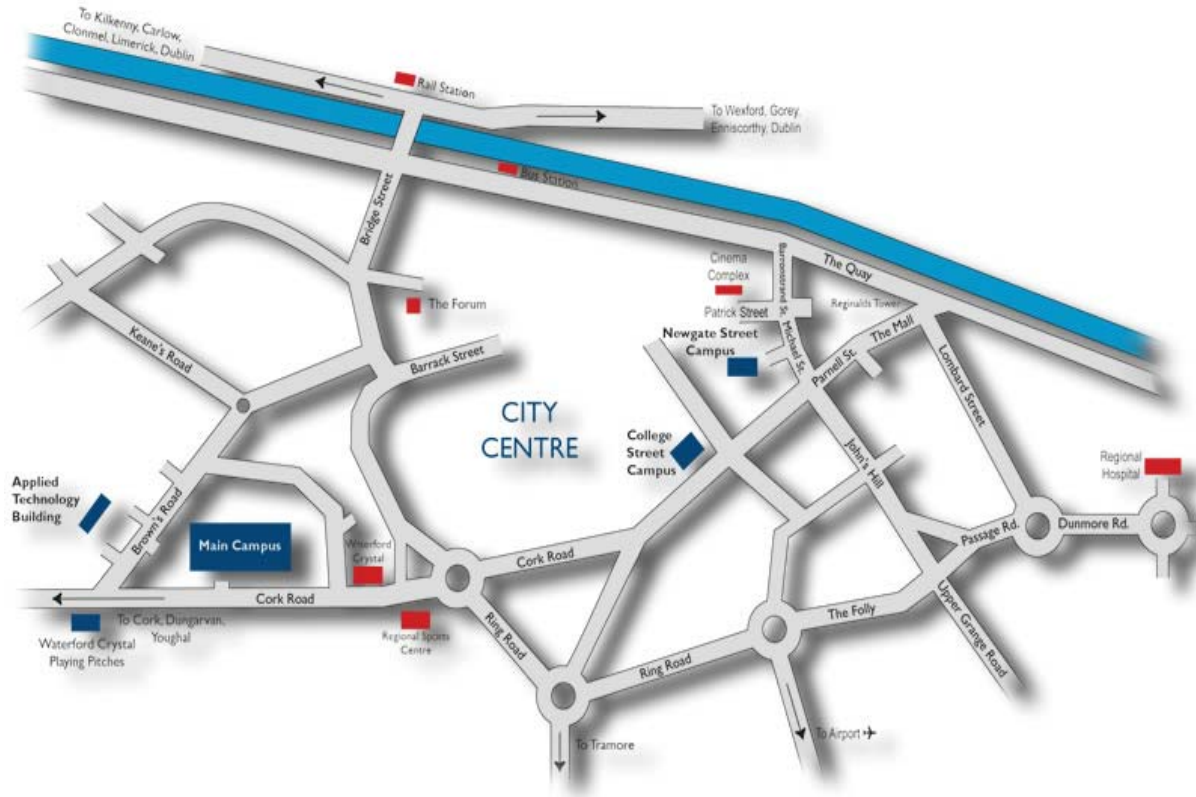 To Kilkenny, Carlow,
Clonmel, Limerick, Dublin
Rail Station
To Wexford, Gorey,
Enniscorthy, Dublin
Bus Station
Bridge Street
Cinema
Complex
Barronstrand St.
The Quay
The Forum
Patrick Street
Reginalds Tower
Keane's Road
Barrack Street
Newgate Street
Campus
Michael St.
The Mall
Parnell St.
Lombard Street
CITY
CENTRE
College
Street
Campus
John's Hill
Regional
Hospital
Applied
Technology
Building
Brown's Road
Main Campus
Waterford
Crystal
Cork Road
Passage Rd.
Dunmore Rd.
Cork Road
To Cork, Dungarvan,
Youghal
Waterford Crystal
Playing Pitches
Regional Sports
Centre
Ring Road
Ring Road
The Folly
Upper Grange Road
To Tramore
To Airport